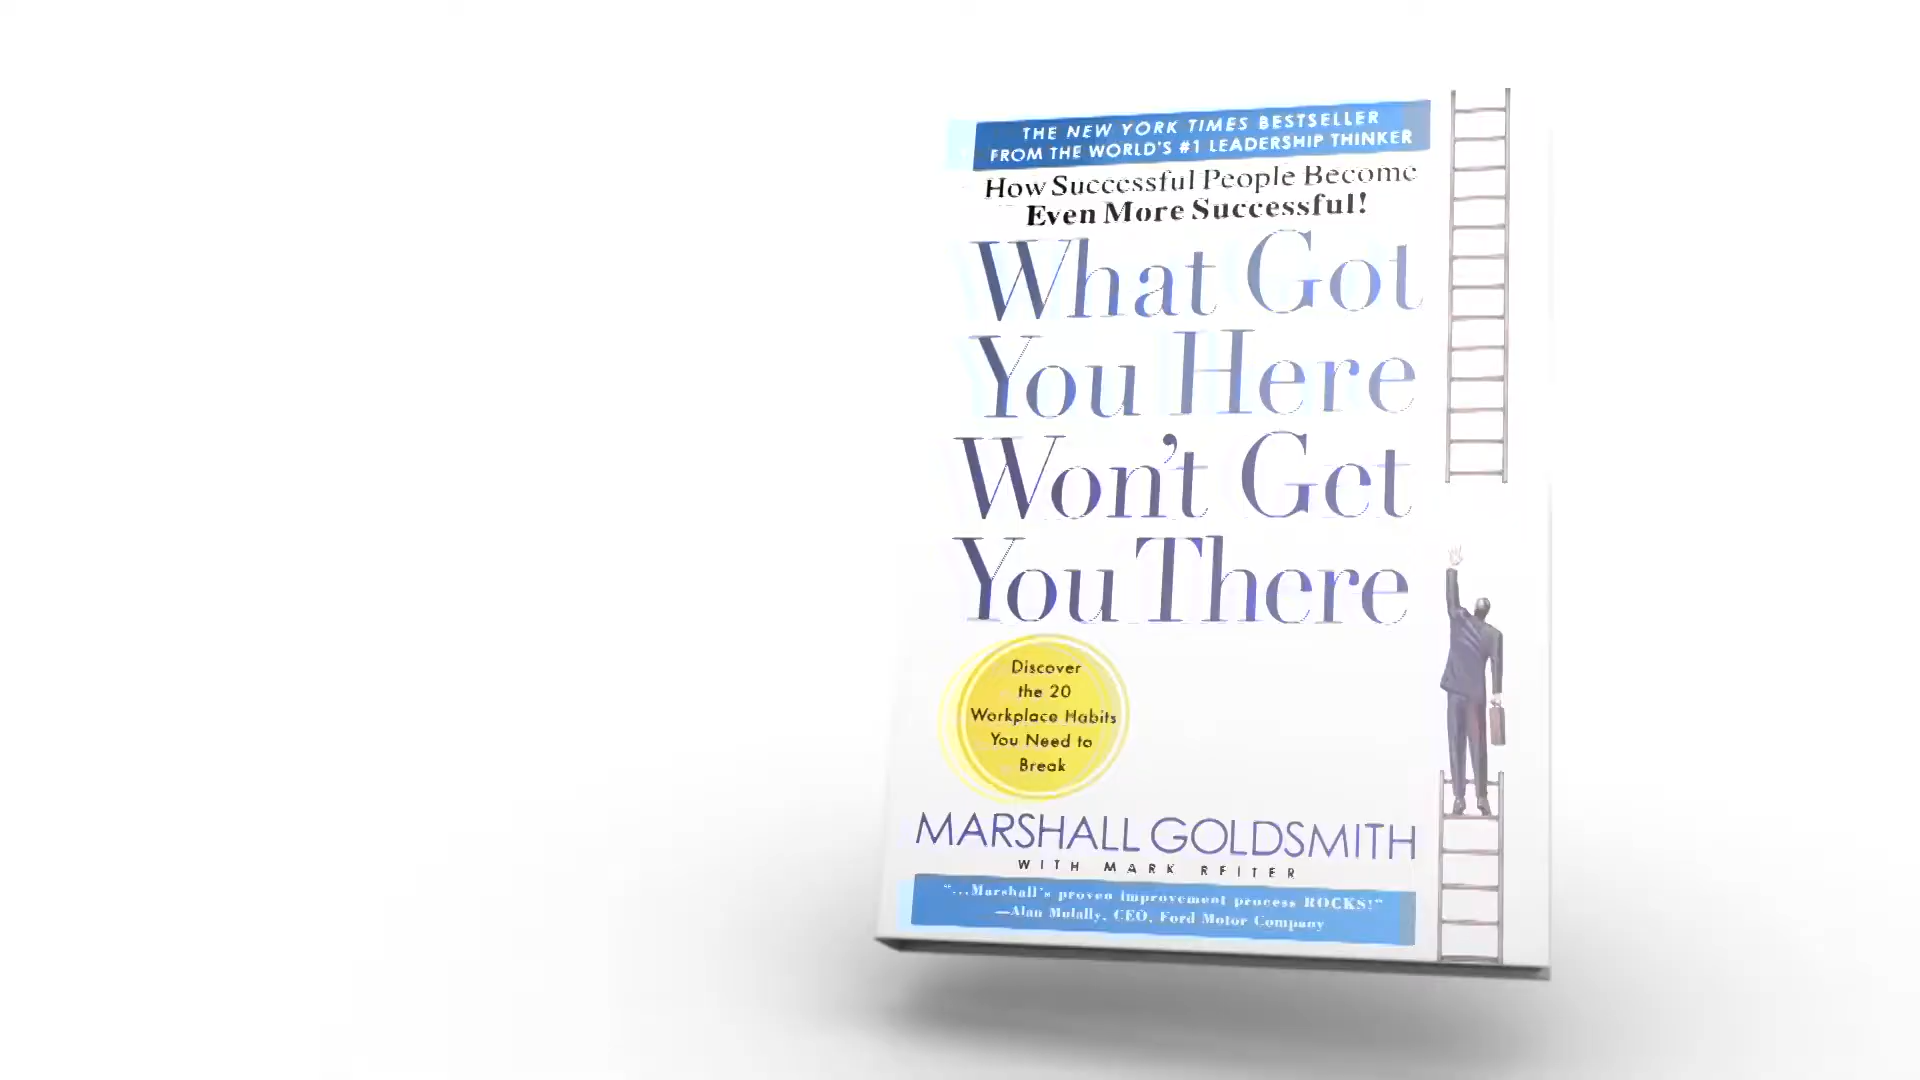 THE NEW YORK TIMES BESTSELLER
FROM THE WORLD'S #1 LEADERSHIP THINKER
How Successful People Become
Even More Successful!
What Got
You Here
Won't Get
You There
Discover
the 20
Workplace Habits
You Need to
Break
MARSHALL GOLDSMITH
WITH MARK REITER
"...Marshall's proven improvement process ROCKS!"
—Alan Mulally, CEO, Ford Motor Company